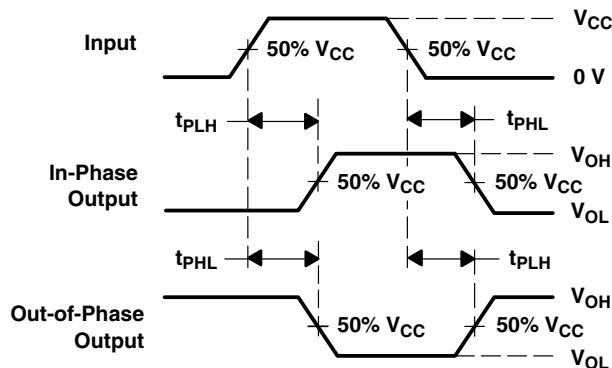 Input
50% VCC
50% VCC
VCC
0 V
tPLH
tPHL
In-Phase
Output
50% VCC
50% VCC
VOH
VOL
tPHL
tPLH
Out-of-Phase
Output
50% VCC
50% VCC
VOH
VOL